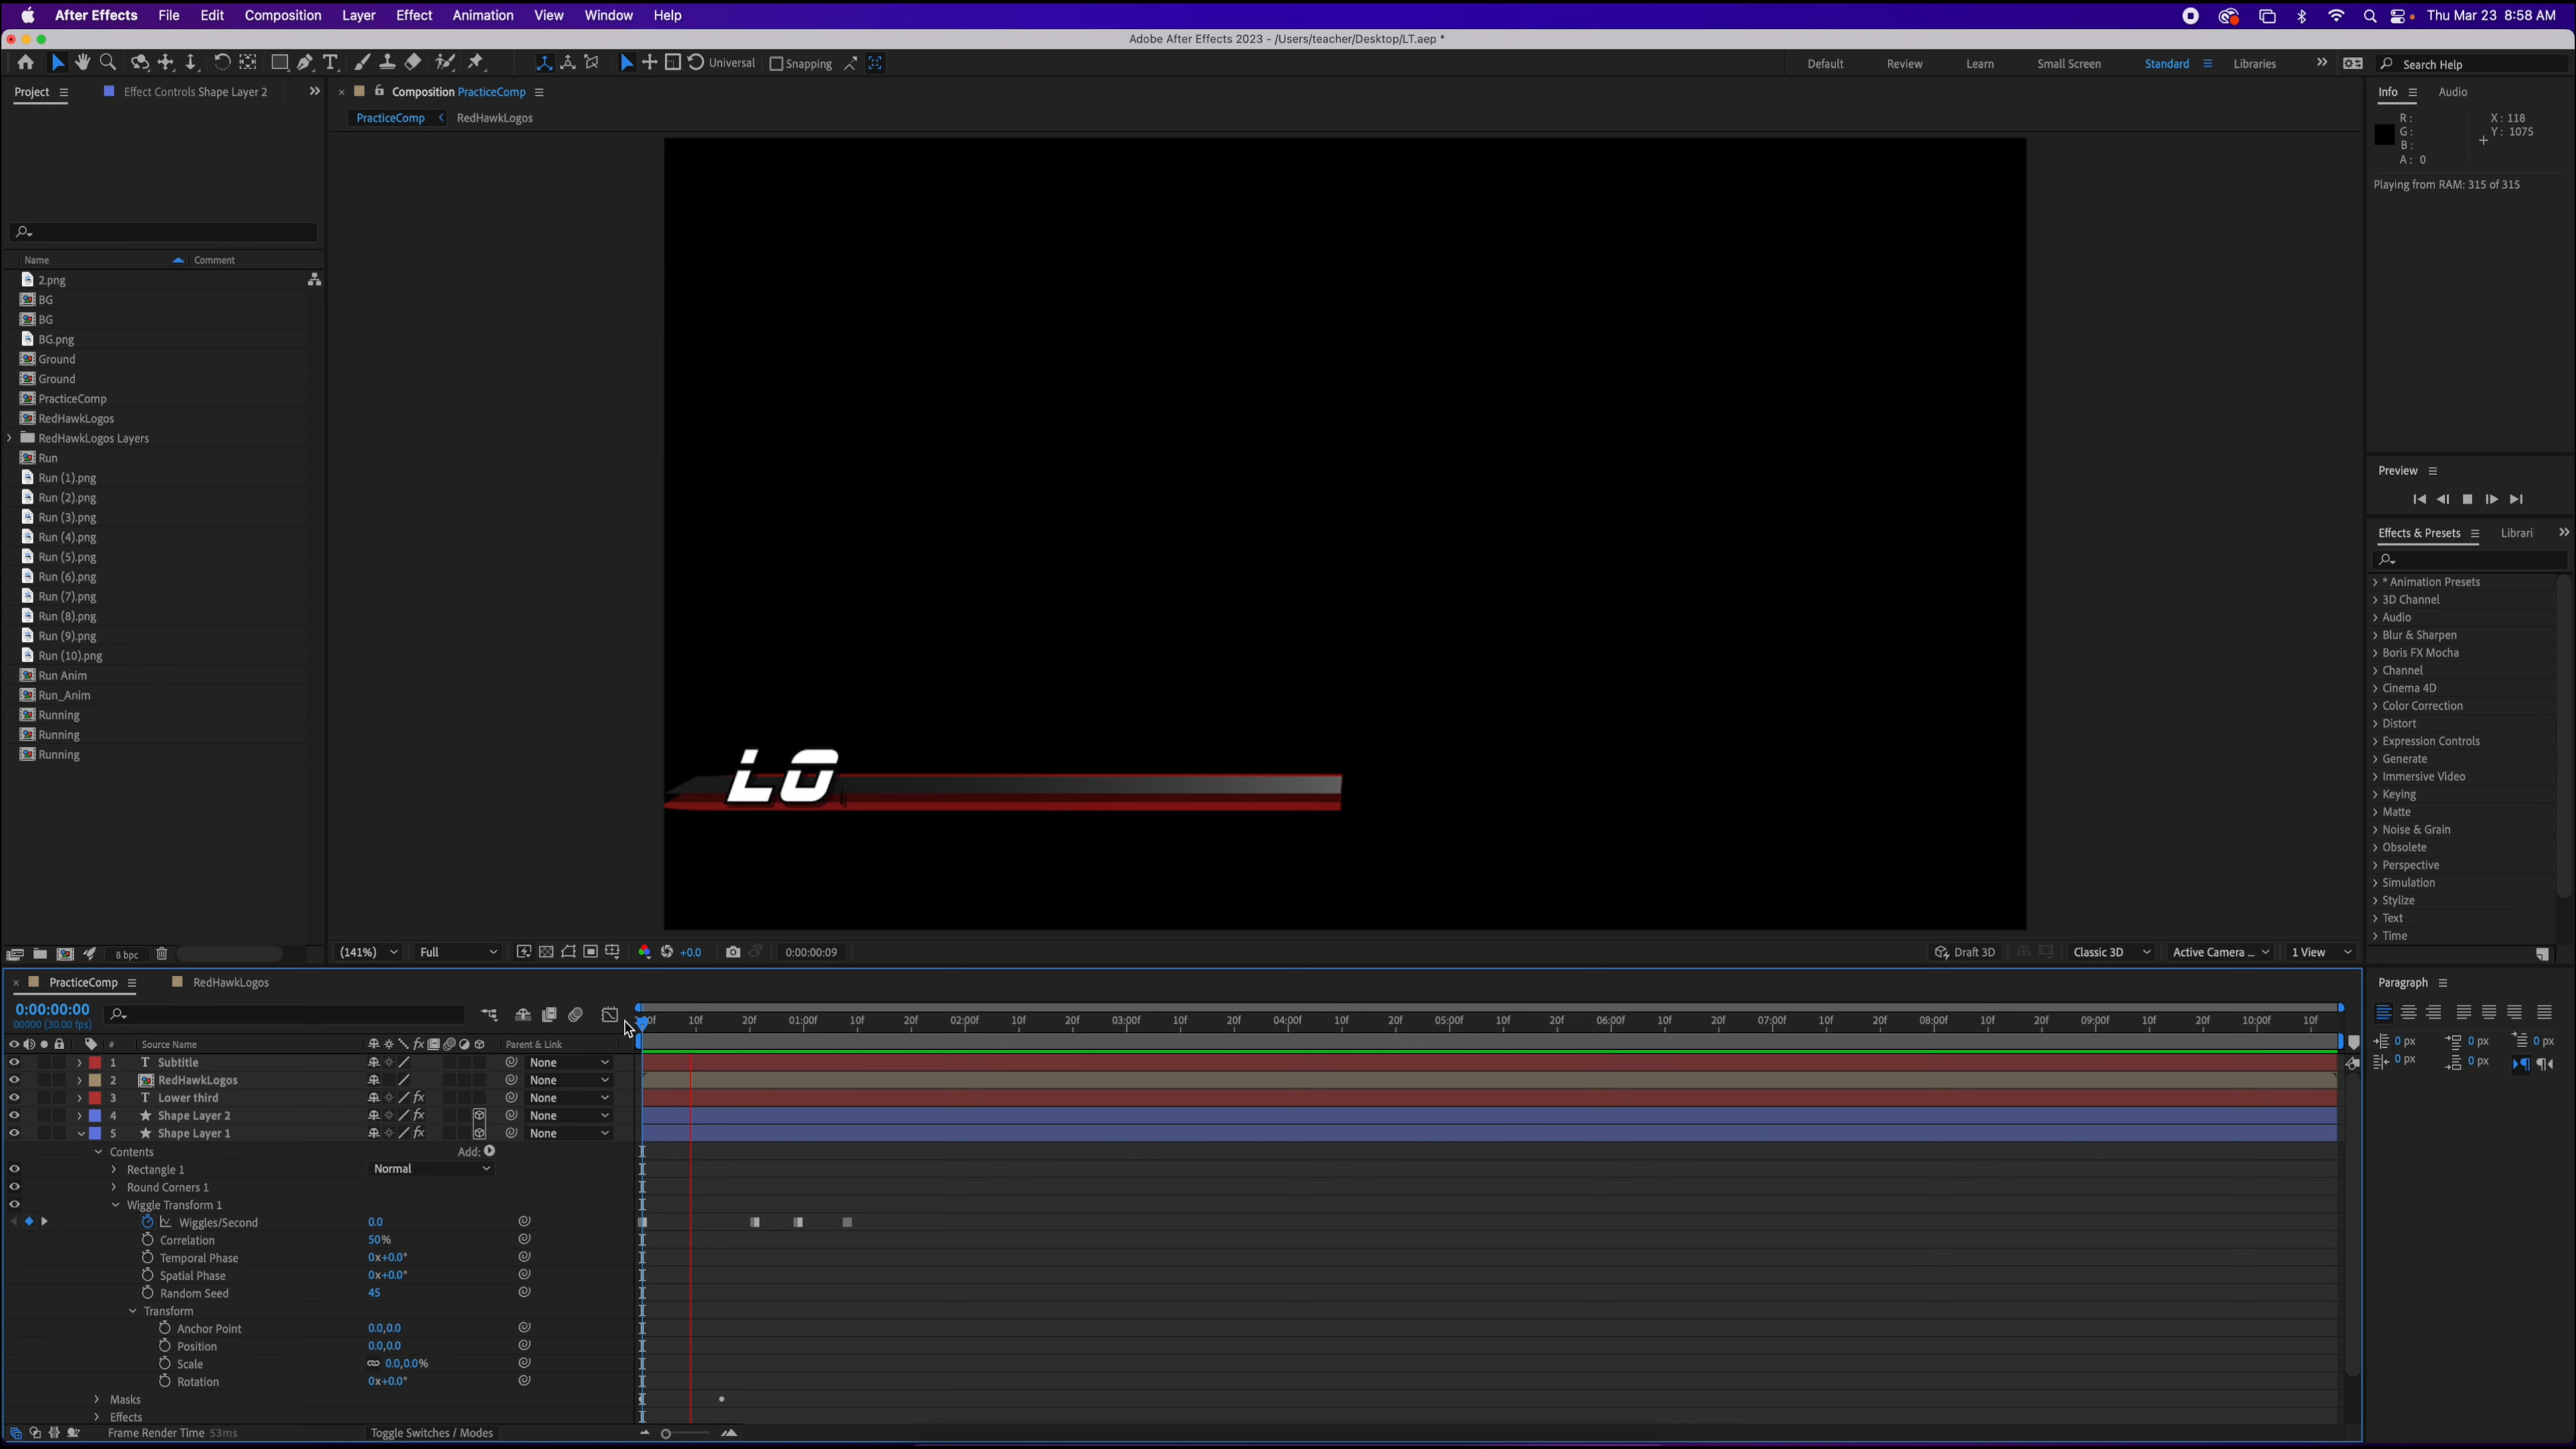 After Effects File Edit Composition Layer Effect Animation View Window Help Thu Mar 23 8:58 AM
Adobe After Effects 2023 - /Users/teacher/Desktop/LT.aep *
Universal Snapping Default Review Learn Small Screen Standard Libraries Search Help
Project Effect Controls Shape Layer 2
Composition PracticeComp
PracticeComp RedHawkLogos
Name Comment
2.png
BG
BG
BG.png
Ground
Ground
PracticeComp
RedHawkLogos
RedHawkLogos Layers
Run
Run (1).png
Run (2).png
Run (3).png
Run (4).png
Run (5).png
Run (6).png
Run (7).png
Run (8).png
Run (9).png
Run (10).png
Run Anim
Run_Anim
Running
Running
Running
8 bpc
LO
(141%) Full +0.0 0:00:00:09 Draft 3D Classic 3D Active Camera ... 1 View
Info Audio
R: X: 118
G: Y: 1075
B:
A: 0
Playing from RAM: 315 of 315
Preview
Effects & Presets Librari
* Animation Presets
3D Channel
Audio
Blur & Sharpen
Boris FX Mocha
Channel
Cinema 4D
Color Correction
Distort
Expression Controls
Generate
Immersive Video
Keying
Matte
Noise & Grain
Obsolete
Perspective
Simulation
Stylize
Text
Time
PracticeComp RedHawkLogos
0:00:00:00
00000 (30.00 fps)
00f 10f 20f 01:00f 10f 20f 02:00f 10f 20f 03:00f 10f 20f 04:00f 10f 20f 05:00f 10f 20f 06:00f 10f 20f 07:00f 10f 20f 08:00f 10f 20f 09:00f 10f 20f 10:00f 10f
# Source Name Parent & Link
1 Subtitle None
2 RedHawkLogos None
3 Lower third None
4 Shape Layer 2 None
5 Shape Layer 1 None
Contents Add:
Rectangle 1 Normal
Round Corners 1
Wiggle Transform 1
Wiggles/Second 0.0
Correlation 50%
Temporal Phase 0x+0.0°
Spatial Phase 0x+0.0°
Random Seed 45
Transform
Anchor Point 0.0,0.0
Position 0.0,0.0
Scale 0.0,0.0%
Rotation 0x+0.0°
Masks
Effects
Frame Render Time 53ms Toggle Switches / Modes
Paragraph
0 px 0 px 0 px
0 px 0 px